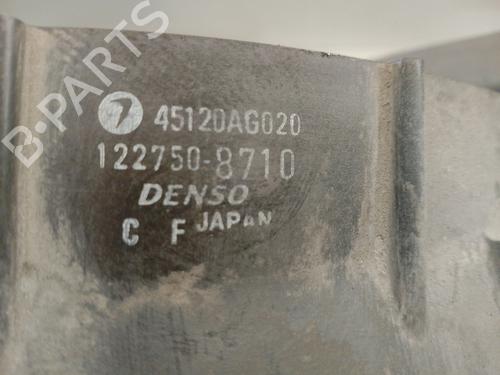 B-PARTS
45120AG020
122750-8710
DENSO
C F JAPAN